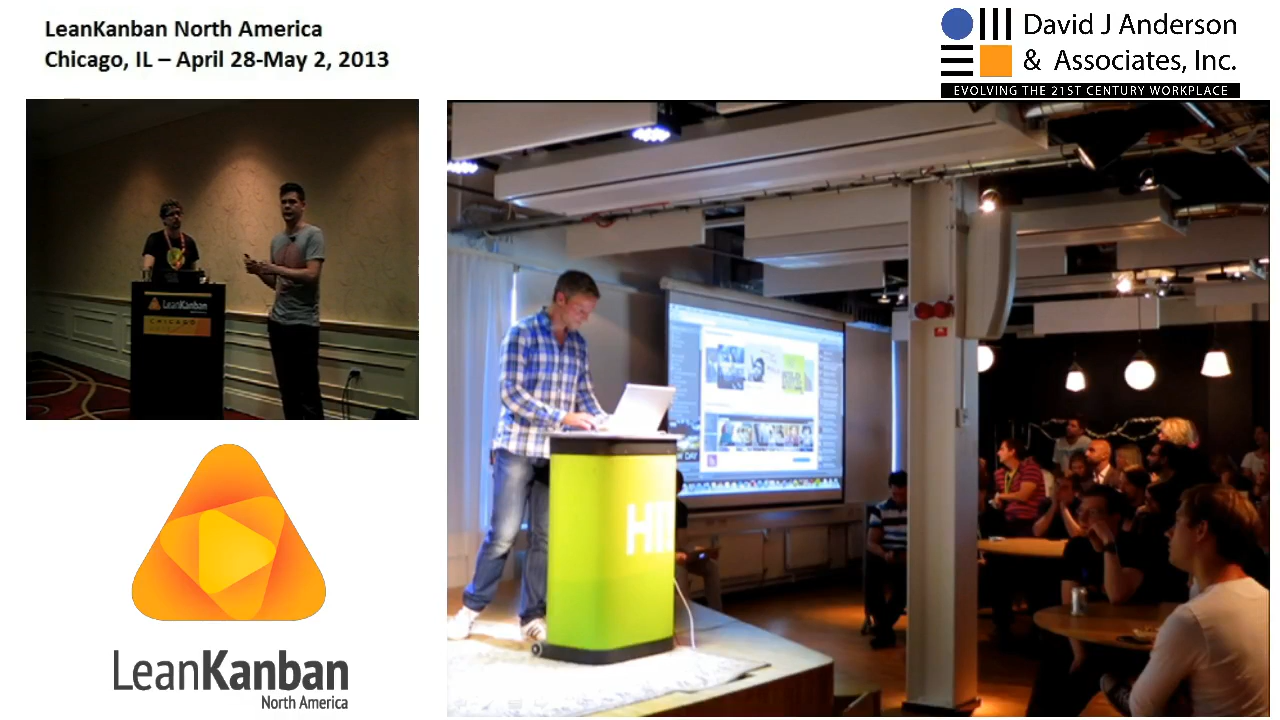 LeanKanban North America
Chicago, IL – April 28-May 2, 2013
David J Anderson
& Associates, Inc.
EVOLVING THE 21ST CENTURY WORKPLACE
LeanKanban
CHICAGO
LeanKanban
North America